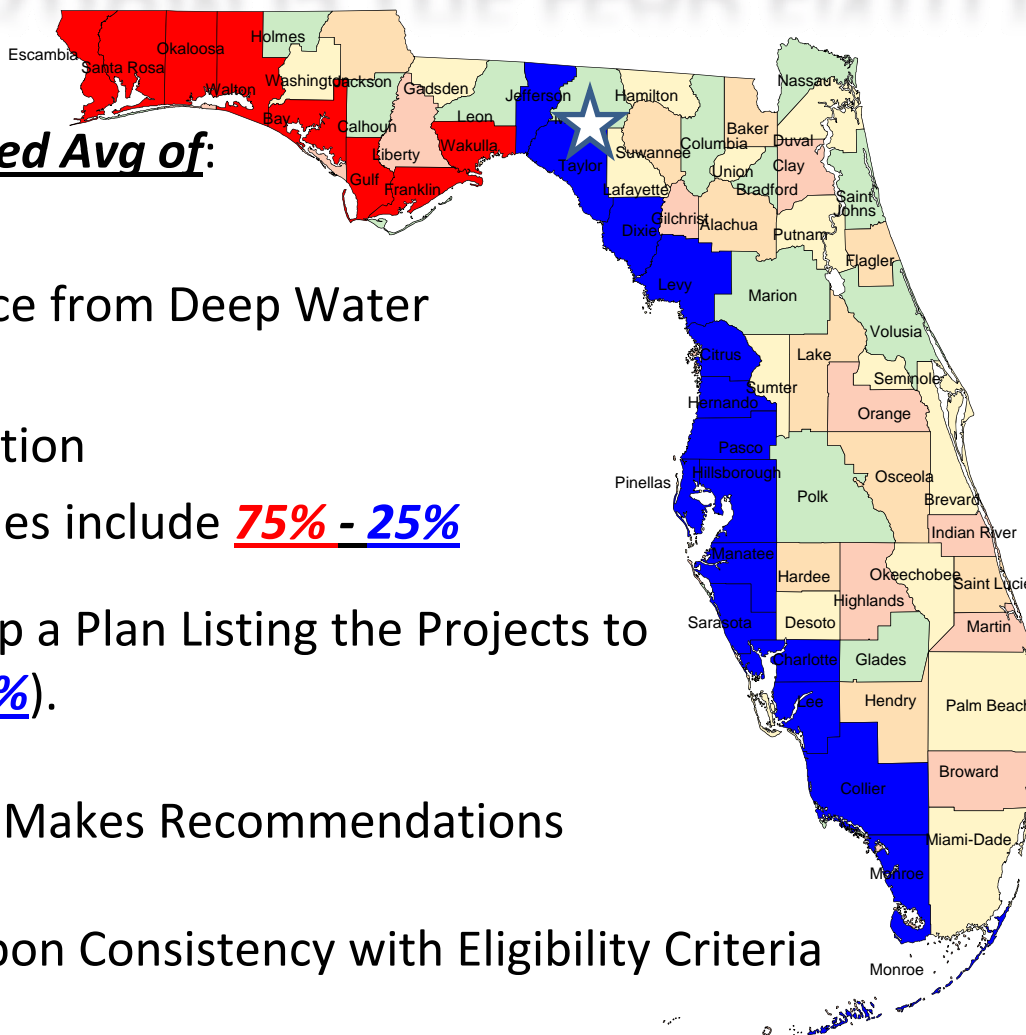 ed Avg of:
ce from Deep Water
tion
es include 75% - 25%
p a Plan Listing the Projects to
%).
Makes Recommendations
pon Consistency with Eligibility Criteria
Escambia
Santa Rosa
Okaloosa
Walton
Holmes
Washington
Jackson
Bay
Calhoun
Gulf
Liberty
Gadsden
Franklin
Leon
Wakulla
Jefferson
Taylor
Hamilton
Suwannee
Lafayette
Dixie
Columbia
Gilchrist
Baker
Union
Bradford
Alachua
Levy
Nassau
Duval
Clay
Saint
Johns
Putnam
Flagler
Marion
Volusia
Citrus
Sumter
Lake
Seminole
Hernando
Orange
Pasco
Pinellas
Hillsborough
Polk
Osceola
Brevard
Indian River
Manatee
Hardee
Highlands
Okeechobee
Saint Lucie
Sarasota
Desoto
Martin
Charlotte
Glades
Lee
Hendry
Palm Beach
Collier
Broward
Monroe
Miami-Dade
Monroe